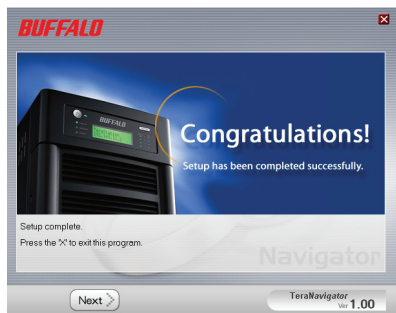 BUFFALO
BUFFALO
Congratulations!
Setup has been completed successfully.
Setup complete.
Press the "X" to exit this program.
Navigator
Next
TeraNavigator
Ver 1.00